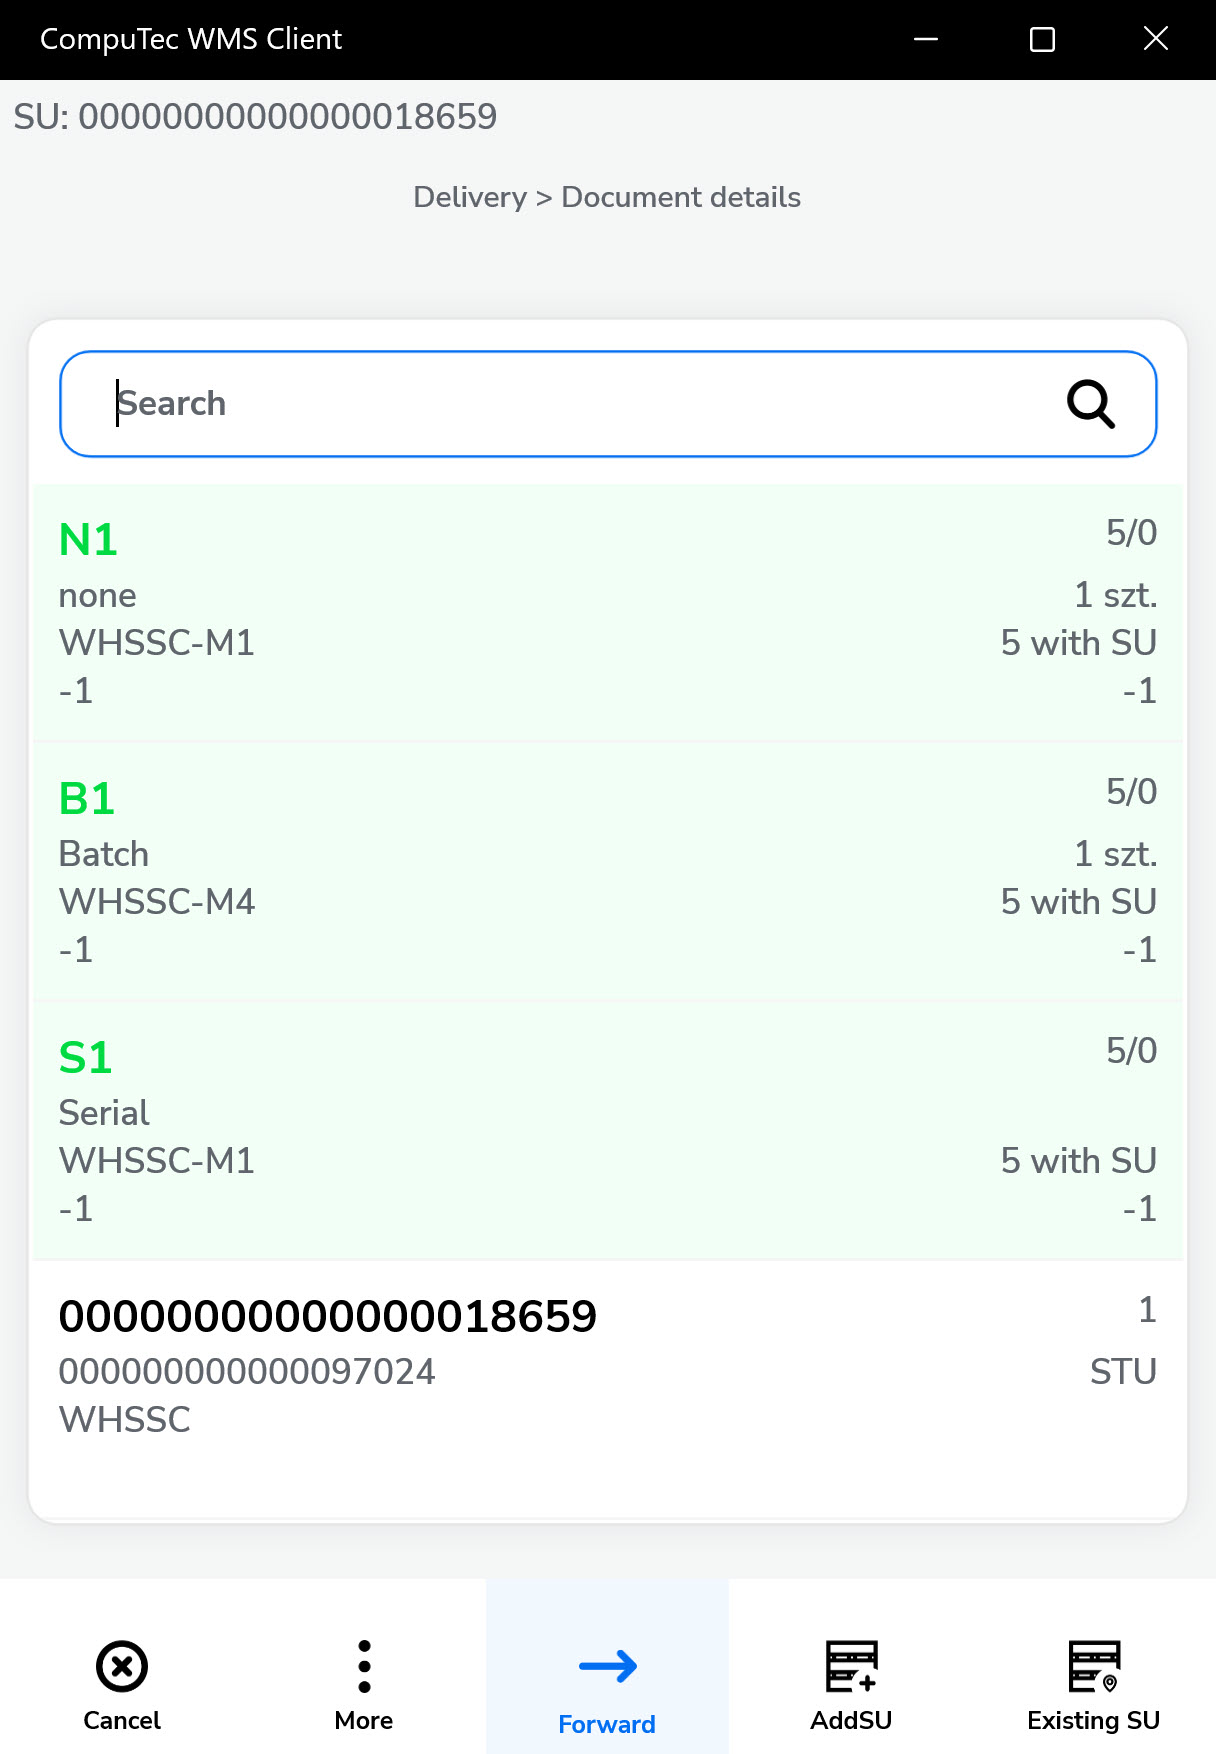 CompuTec WMS Client
SU: 00000000000000018659
Delivery > Document details
Search
N1 5/0
none 1 szt.
WHSSC-M1 5 with SU
-1 -1
B1 5/0
Batch 1 szt.
WHSSC-M4 5 with SU
-1 -1
S1 5/0
Serial
WHSSC-M1 5 with SU
-1 -1
00000000000000018659 1
000000000000097024 STU
WHSSC
Cancel More Forward AddSU Existing SU